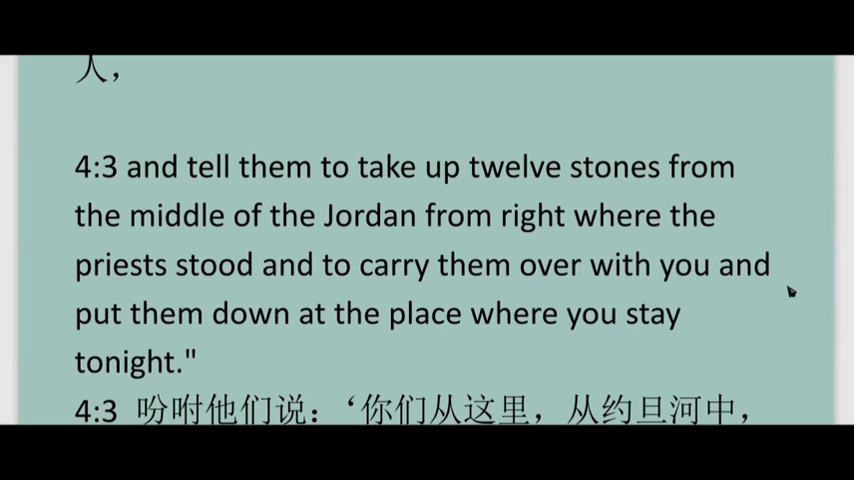 人，
4:3 and tell them to take up twelve stones from
the middle of the Jordan from right where the
priests stood and to carry them over with you and
put them down at the place where you stay
tonight."
4:3 吩咐他们说：‘你们从这里，从约旦河中，